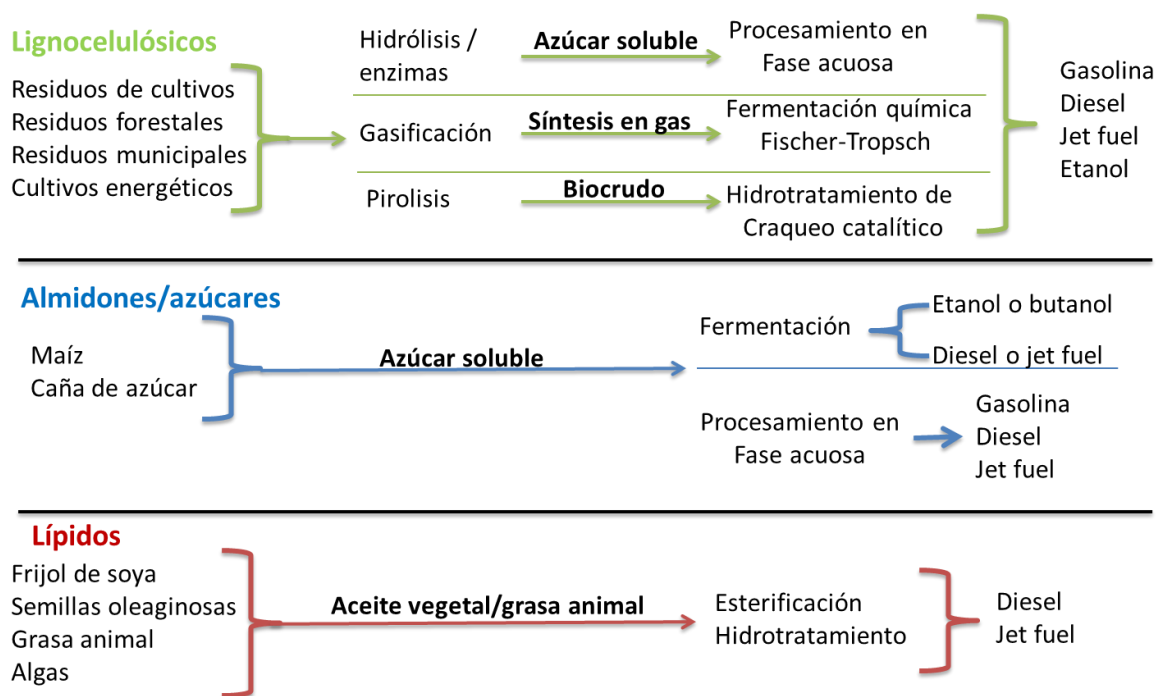 Lignocelulósicos
Residuos de cultivos
Residuos forestales
Residuos municipales
Cultivos energéticos
Hidrólisis /
enzimas
Azúcar soluble
Procesamiento en
Fase acuosa
Gasificación
Síntesis en gas
Fermentación química
Fischer-Tropsch
Pirolisis
Biocrudo
Hidrotratamiento de
Craqueo catalítico
Gasolina
Diesel
Jet fuel
Etanol
Almidones/azúcares
Maíz
Caña de azúcar
Azúcar soluble
Fermentación
Etanol o butanol
Diesel o jet fuel
Procesamiento en
Fase acuosa
Gasolina
Diesel
Jet fuel
Lípidos
Frijol de soya
Semillas oleaginosas
Grasa animal
Algas
Aceite vegetal/grasa animal
Esterificación
Hidrotratamiento
Diesel
Jet fuel